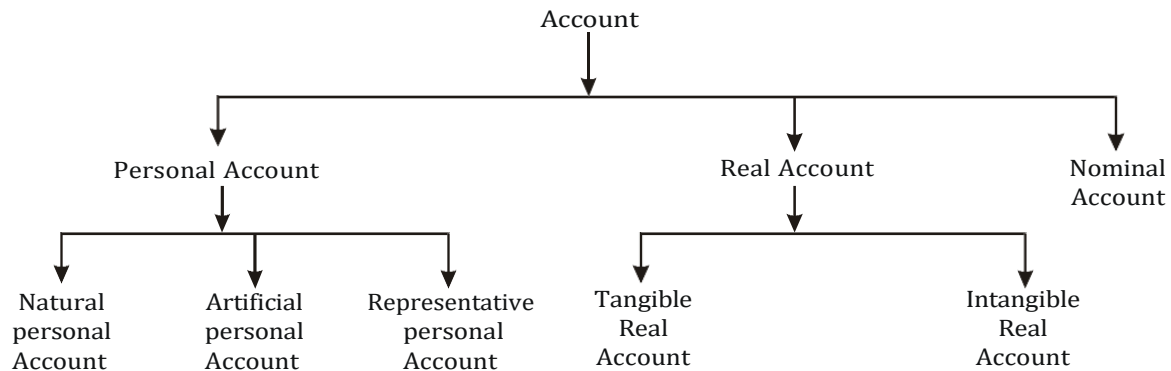 Account
Personal Account
Real Account
Nominal
Account
Natural
personal
Account
Artificial
personal
Account
Representative
personal
Account
Tangible
Real
Account
Intangible
Real
Account